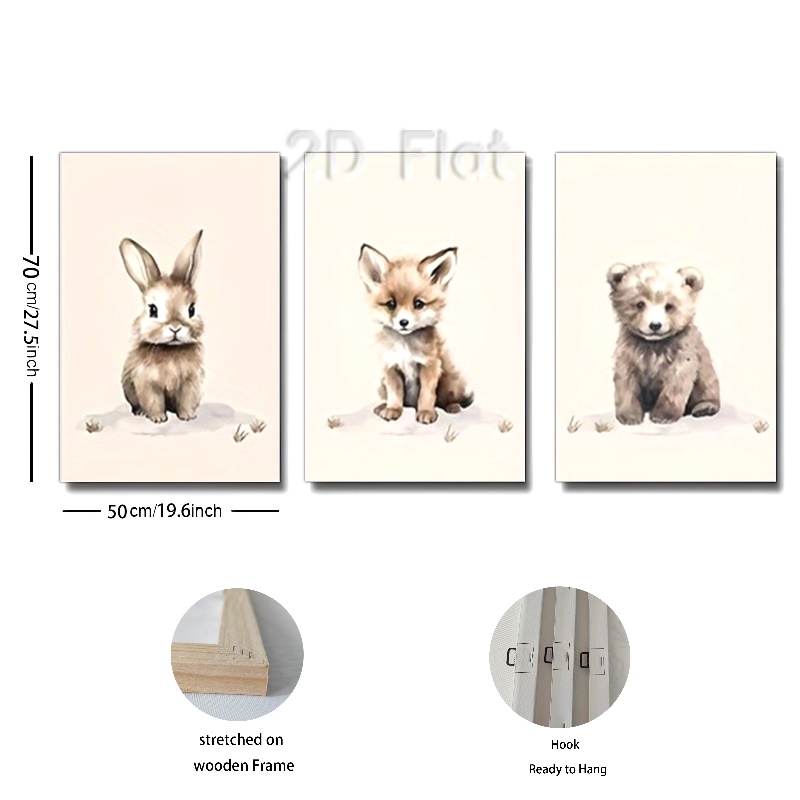 2D Flat
70 cm/27.5inch
50cm/19.6inch
stretched on
wooden Frame
Hook
Ready to Hang